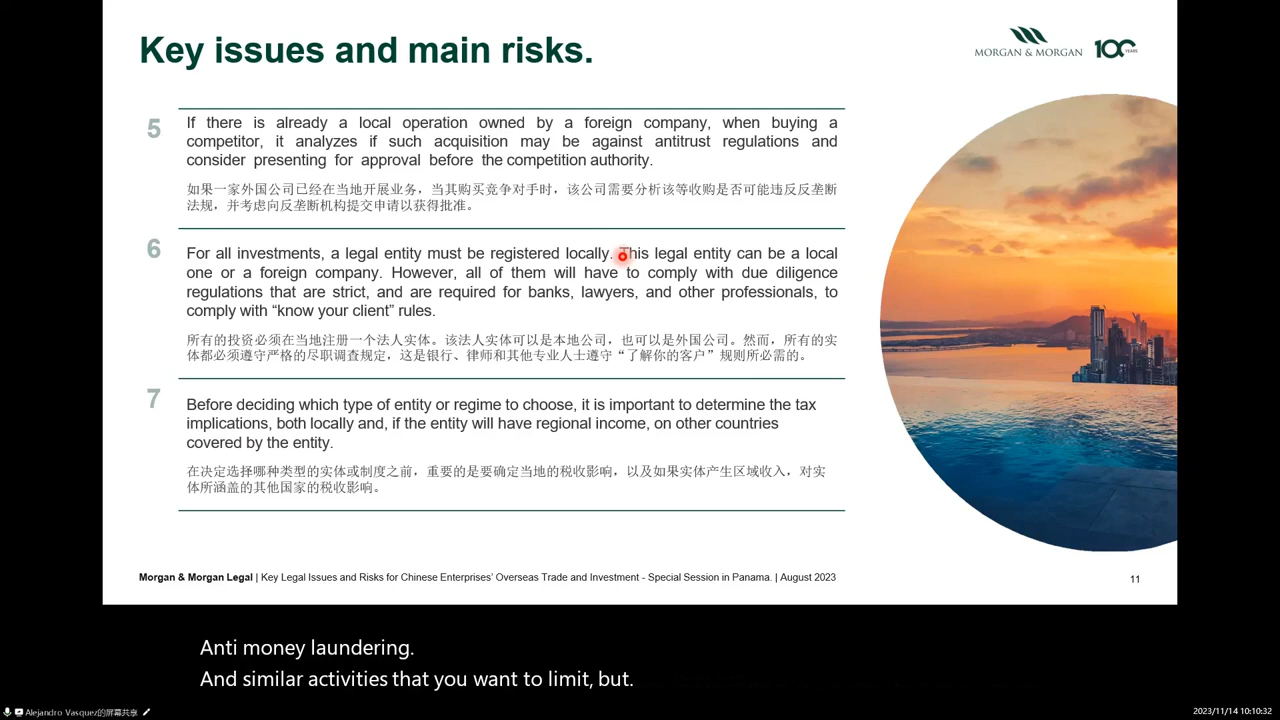 Key issues and main risks.
MORGAN & MORGAN 100 YEARS
5
If there is already a local operation owned by a foreign company, when buying a
competitor, it analyzes if such acquisition may be against antitrust regulations and
consider presenting for approval before the competition authority.
如果一家外国公司已经在当地开展业务，当其购买竞争对手时，该公司需要分析该等收购是否可能违反反垄断
法规，并考虑向反垄断机构提交申请以获得批准。
6
For all investments, a legal entity must be registered locally. This legal entity can be a local
one or a foreign company. However, all of them will have to comply with due diligence
regulations that are strict, and are required for banks, lawyers, and other professionals, to
comply with “know your client” rules.
所有的投资必须在当地注册一个法人实体。该法人实体可以是本地公司，也可以是外国公司。然而，所有的实
体都必须遵守严格的尽职调查规定，这是银行、律师和其他专业人士遵守“了解你的客户”规则所必需的。
7
Before deciding which type of entity or regime to choose, it is important to determine the tax
implications, both locally and, if the entity will have regional income, on other countries
covered by the entity.
在决定选择哪种类型的实体或制度之前，重要的是要确定当地的税收影响，以及如果实体产生区域收入，对实
体所涵盖的其他国家的税收影响。
Morgan & Morgan Legal | Key Legal Issues and Risks for Chinese Enterprises’ Overseas Trade and Investment - Special Session in Panama. | August 2023
11
Anti money laundering.
And similar activities that you want to limit, but.
Alejandro Vasquez的屏幕共享
2023/11/14 10:10:32